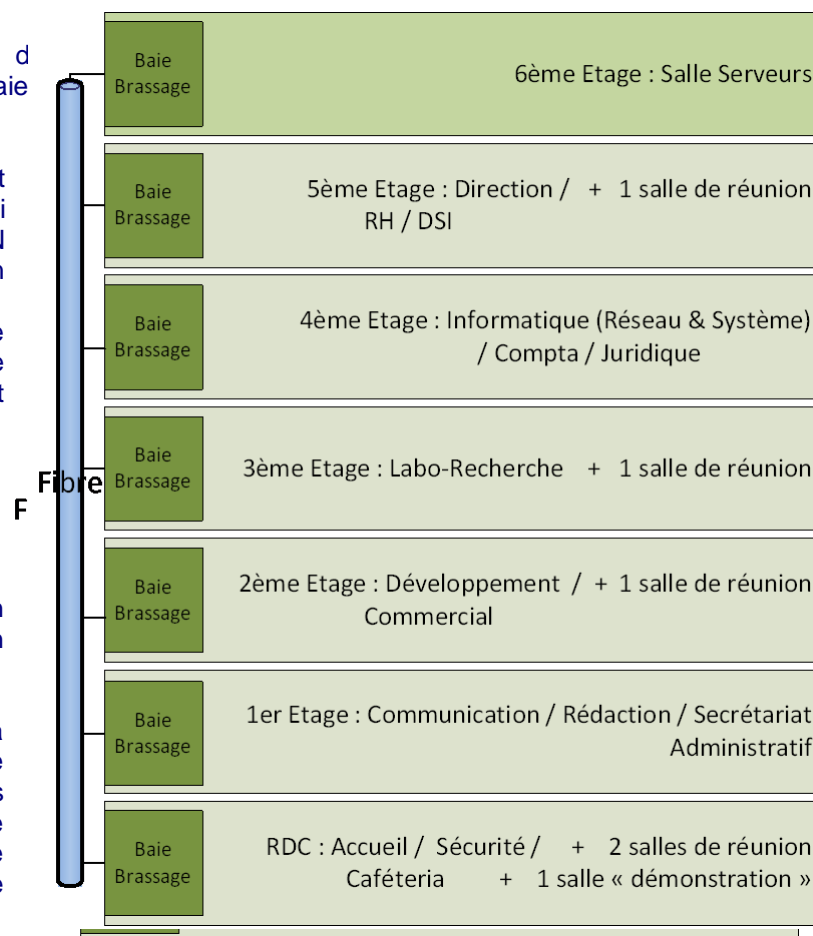 Baie
Brassage
6ème Etage : Salle Serveurs
Baie
Brassage
5ème Etage : Direction / + 1 salle de réunion
RH / DSI
Baie
Brassage
4ème Etage : Informatique (Réseau & Système)
/ Compta / Juridique
Fibre
F
Baie
Brassage
3ème Etage : Labo-Recherche + 1 salle de réunion
Baie
Brassage
2ème Etage : Développement / + 1 salle de réunion
Commercial
Baie
Brassage
1er Etage : Communication / Rédaction / Secrétariat
Administratif
Baie
Brassage
RDC : Accueil / Sécurité / + 2 salles de réunion
Caféteria + 1 salle « démonstration »